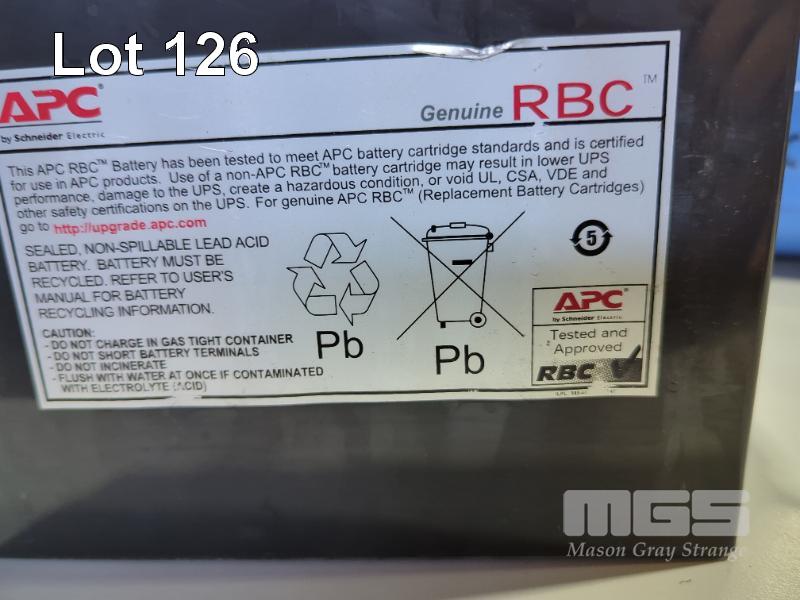 Lot 126
APC
by Schneider Electric
Genuine RBC™
This APC RBC™ Battery has been tested to meet APC battery cartridge standards and is certified
for use in APC products. Use of a non-APC RBC™ battery cartridge may result in lower UPS
performance, damage to the UPS, create a hazardous condition, or void UL, CSA, VDE and
other safety certifications on the UPS. For genuine APC RBC™ (Replacement Battery Cartridges)
go to http://upgrade.apc.com
SEALED, NON-SPILLABLE LEAD ACID
BATTERY. BATTERY MUST BE
RECYCLED. REFER TO USER'S
MANUAL FOR BATTERY
RECYCLING INFORMATION.
CAUTION:
- DO NOT CHARGE IN GAS TIGHT CONTAINER
- DO NOT SHORT BATTERY TERMINALS
- DO NOT INCINERATE
- FLUSH WITH WATER AT ONCE IF CONTAMINATED
WITH ELECTROLYTE (ACID)
Pb
Pb
5
APC
by Schneider Electric
Tested and
Approved
RBC
MGS
Mason Gray Strange